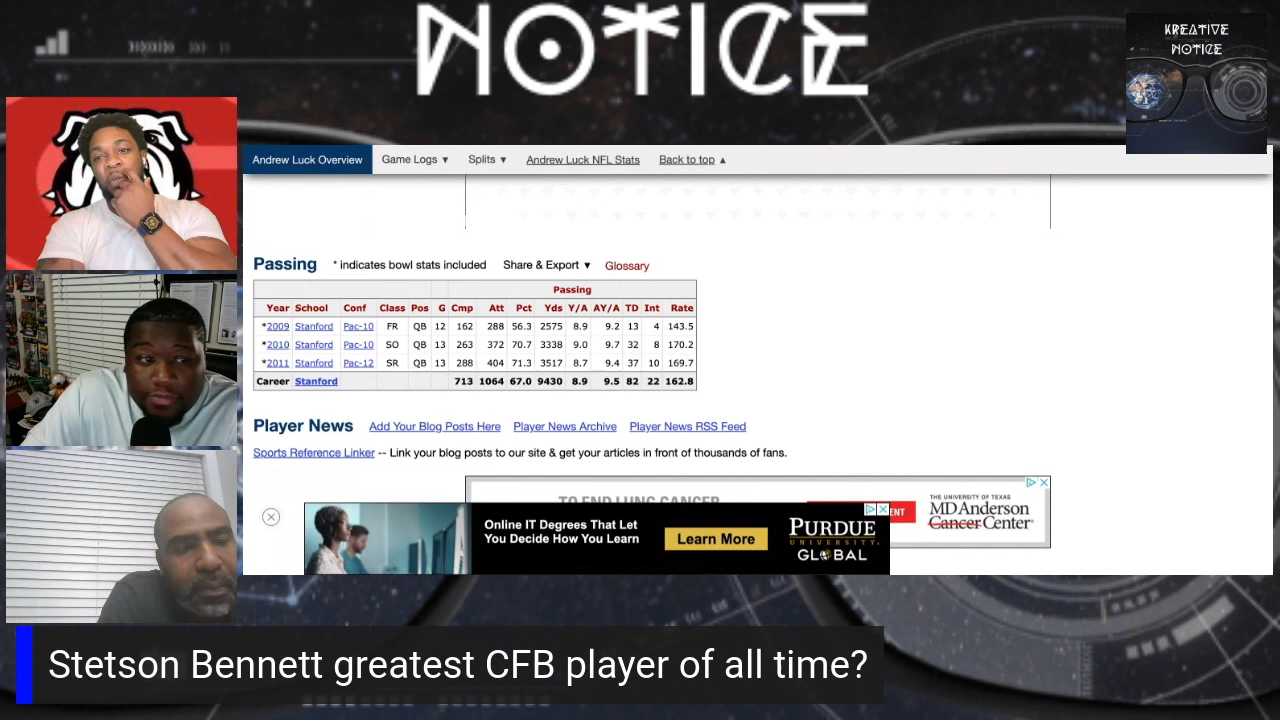 NOTICE
KREATIVE
NOTICE
Andrew Luck Overview Game Logs ▼ Splits ▼ Andrew Luck NFL Stats Back to top ▲
Passing * indicates bowl stats included Share & Export ▼ Glossary
Passing
Year School Conf Class Pos G Cmp Att Pct Yds Y/A AY/A TD Int Rate
*2009 Stanford Pac-10 FR QB 12 162 288 56.3 2575 8.9 9.2 13 4 143.5
*2010 Stanford Pac-10 SO QB 13 263 372 70.7 3338 9.0 9.7 32 8 170.2
*2011 Stanford Pac-12 SR QB 13 288 404 71.3 3517 8.7 9.4 37 10 169.7
Career Stanford 713 1064 67.0 9430 8.9 9.5 82 22 162.8
Player News Add Your Blog Posts Here Player News Archive Player News RSS Feed
Sports Reference Linker -- Link your blog posts to our site & get your articles in front of thousands of fans.
TO END LUNG CANCER
THE UNIVERSITY OF TEXAS
MD Anderson
Cancer Center
Online IT Degrees That Let
You Decide How You Learn
Learn More
PURDUE
UNIVERSITY
GLOBAL
Stetson Bennett greatest CFB player of all time?